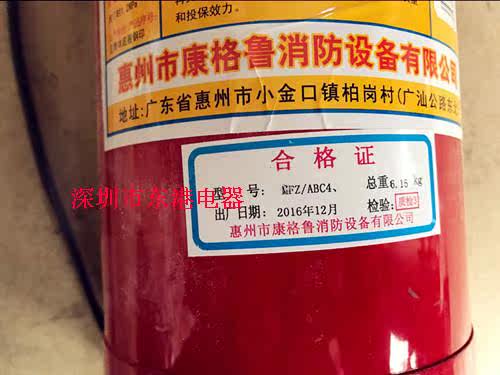 和投保效力。
惠州市康格鲁消防设备有限公司
地址:广东省惠州市小金口镇柏岗村(广汕公路东
合格证
深圳市东港电器
型 号: MFZ/ABC4、 总重6.15 kg
出厂日期: 2016年12月 检验: 质检3
惠州市康格鲁消防设备有限公司